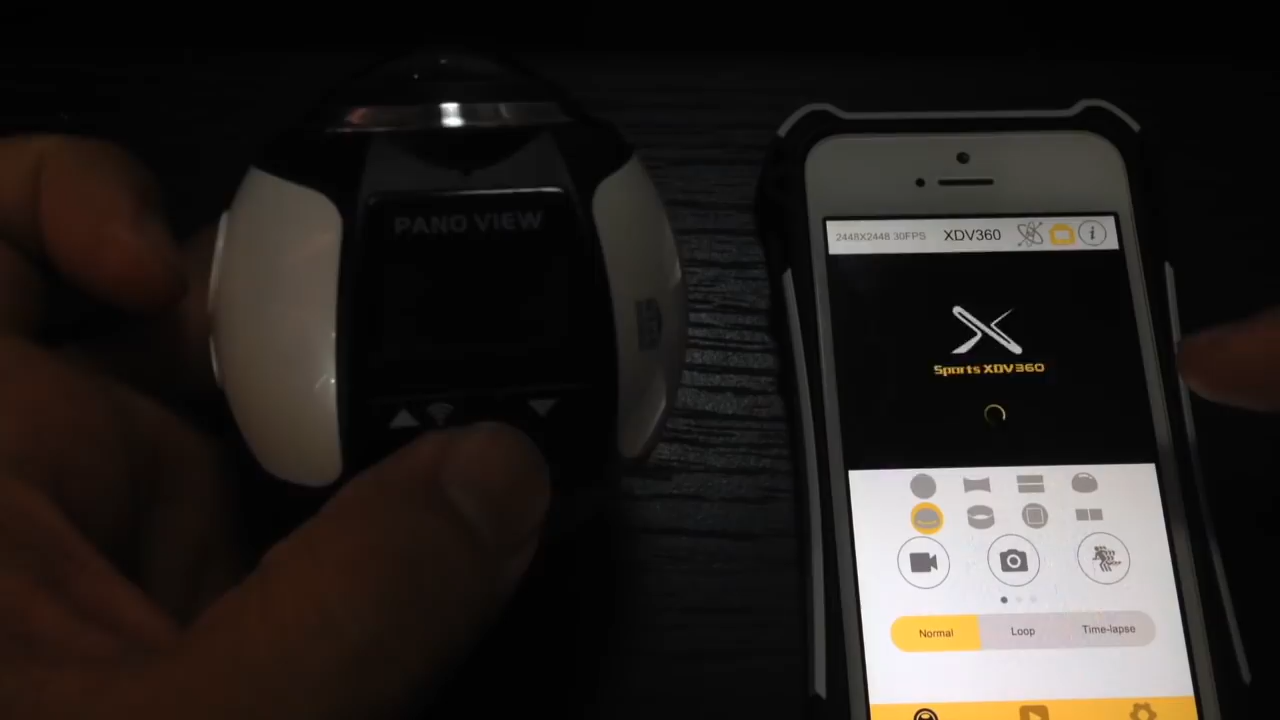 PANO VIEW
2448X2448 30FPS XDV360
Sports XDV360
Normal Loop Time-lapse